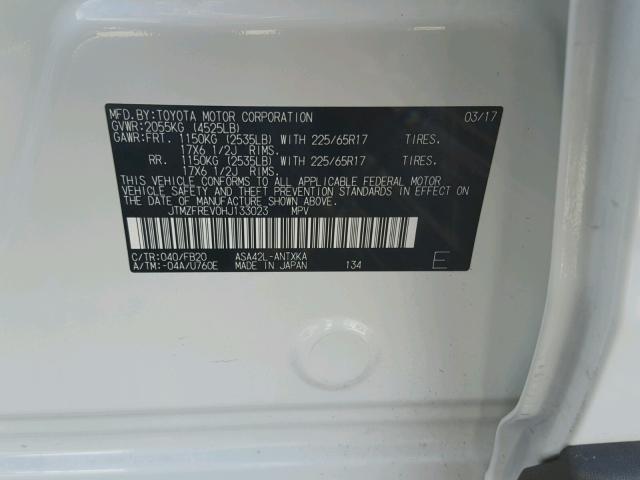 MFD.BY:TOYOTA MOTOR CORPORATION 03/17
GVWR:2055KG (4525LB)
GAWR:FRT. 1150KG (2535LB) WITH 225/65R17 TIRES.
17X6 1/2J RIMS.
RR. 1150KG (2535LB) WITH 225/65R17 TIRES.
17X6 1/2J RIMS.
THIS VEHICLE CONFORMS TO ALL APPLICABLE FEDERAL MOTOR
VEHICLE SAFETY AND THEFT PREVENTION STANDARDS IN EFFECT ON
THE DATE OF MANUFACTURE SHOWN ABOVE.
JTMZFREV0HJ133023 MPV
C/TR:040/FB20 ASA42L-ANTXKA
A/TM:-04A/U760E MADE IN JAPAN 134 E